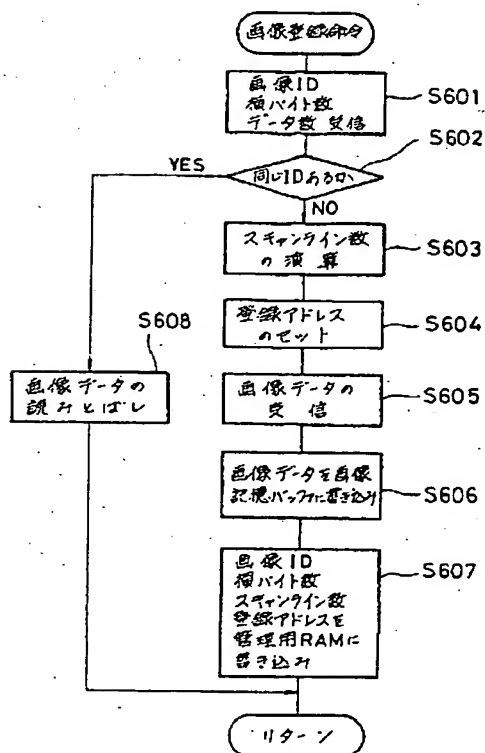 画像登録命令
画像ID
横バイト数
データ数 受信
S601
S602
YES
同じIDあるか
NO
スキャンライン数
の演算
S603
登録アドレス
のセット
S604
S608
画像データの
読みとばし
画像データの
受信
S605
画像データを画像
記憶バッファに書き込み
S606
画像ID
横バイト数
スキャンライン数
登録アドレスを
管理用RAMに
書き込み
S607
リターン